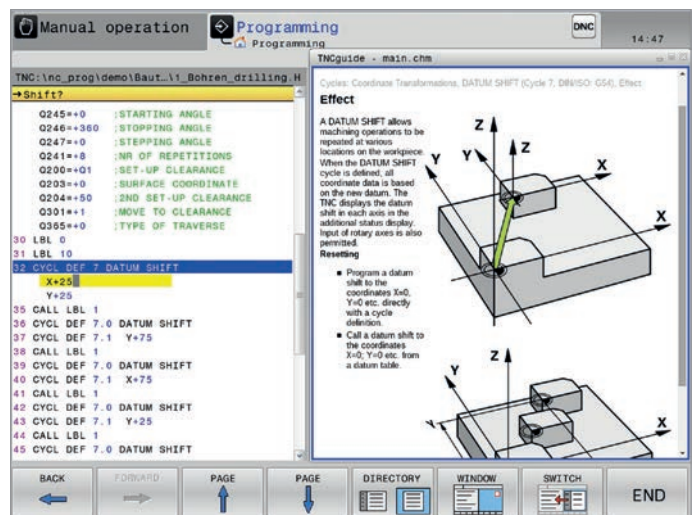 Manual operation
Programming
Programming
DNC
14:47
TNC:\nc_prog\demo\Baut…\1_Bohren_drilling.H
→Shift?
Q245=+0 ;STARTING ANGLE
Q246=+360 ;STOPPING ANGLE
Q247=+0 ;STEPPING ANGLE
Q241=+8 ;NR OF REPETITIONS
Q200=+Q1 ;SET-UP CLEARANCE
Q203=+0 ;SURFACE COORDINATE
Q204=+50 ;2ND SET-UP CLEARANCE
Q301=+1 ;MOVE TO CLEARANCE
Q365=+0 ;TYPE OF TRAVERSE
30 LBL 0
31 LBL 10
32 CYCL DEF 7 DATUM SHIFT
X+25
Y+25
35 CALL LBL 1
36 CYCL DEF 7.0 DATUM SHIFT
37 CYCL DEF 7.1 Y+75
38 CALL LBL 1
39 CYCL DEF 7.0 DATUM SHIFT
40 CYCL DEF 7.1 X+75
41 CALL LBL 1
42 CYCL DEF 7.0 DATUM SHIFT
43 CYCL DEF 7.1 Y+25
44 CALL LBL 1
45 CYCL DEF 7.0 DATUM SHIFT
TNCguide - main.chm
Cycles: Coordinate Transformations, DATUM SHIFT (Cycle 7, DIN/ISO: G54), Effect
Effect
A DATUM SHIFT allows
machining operations to be
repeated at various
locations on the workpiece.
When the DATUM SHIFT
cycle is defined, all
coordinate data is based
on the new datum. The
TNC displays the datum
shift in each axis in the
additional status display.
Input of rotary axes is also
permitted.
Resetting
■ Program a datum
shift to the
coordinates X=0,
Y=0 etc. directly
with a cycle
definition.
■ Call a datum shift to
the coordinates
X=0; Y=0 etc. from
a datum table.
Z
Z
Y
Y
X
X
Z
Y
X
Y
BACK
FORWARD
PAGE
PAGE
DIRECTORY
WINDOW
SWITCH
END